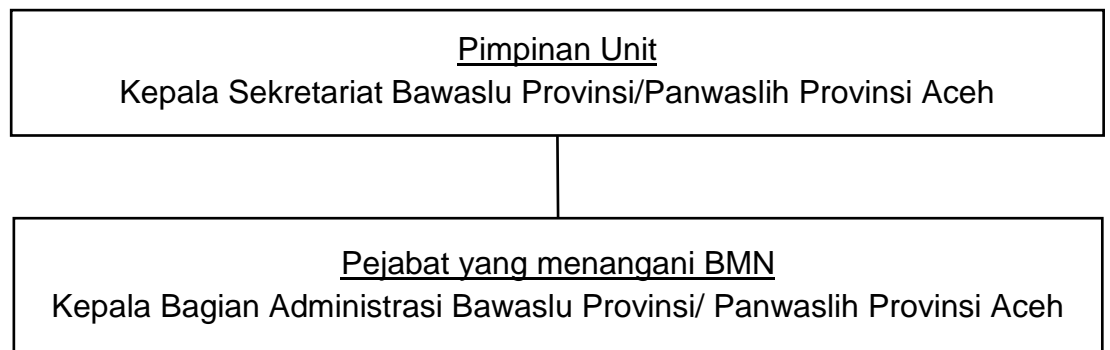 Pimpinan Unit
Kepala Sekretariat Bawaslu Provinsi/Panwaslih Provinsi Aceh
Pejabat yang menangani BMN
Kepala Bagian Administrasi Bawaslu Provinsi/ Panwaslih Provinsi Aceh